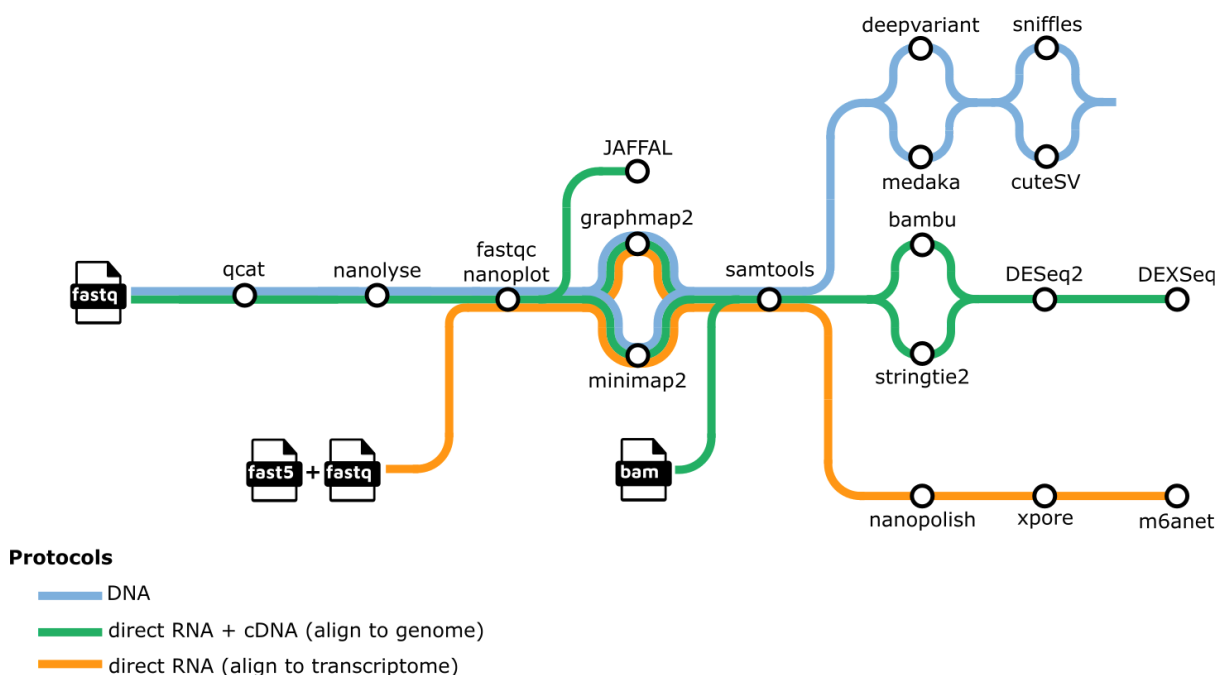 deepvariant
sniffles
JAFFAL
medaka
cuteSV
graphmap2
bambu
fastqc
nanoplot
qcat
nanolyse
samtools
DESeq2
DEXSeq
fastq
minimap2
stringtie2
fast5 + fastq
bam
nanopolish
xpore
m6anet
Protocols
DNA
direct RNA + cDNA (align to genome)
direct RNA (align to transcriptome)